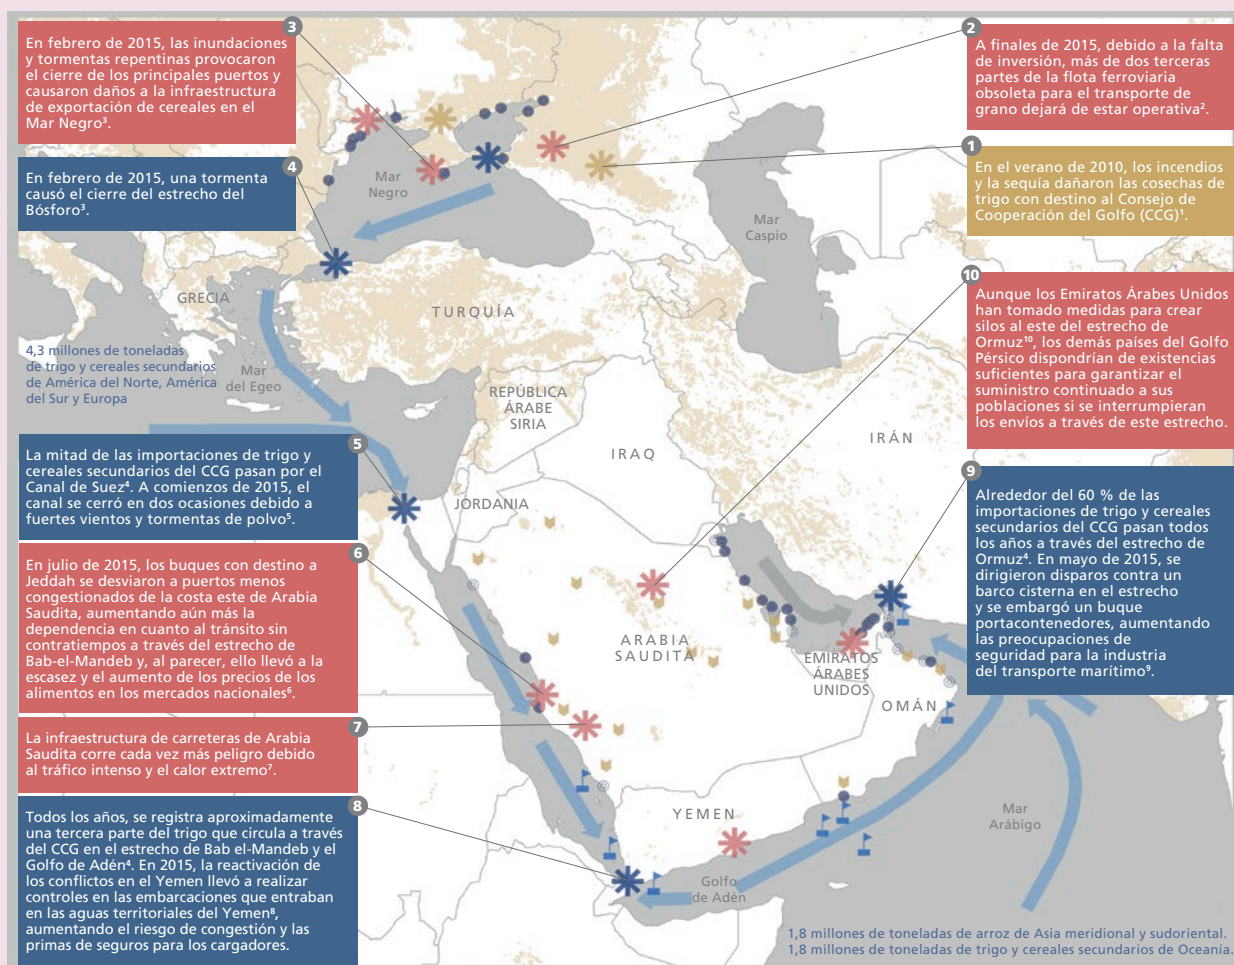 3
En febrero de 2015, las inundaciones
y tormentas repentinas provocaron
el cierre de los principales puertos y
causaron daños a la infraestructura
de exportación de cereales en el
Mar Negro³.
2
A finales de 2015, debido a la falta
de inversión, más de dos terceras
partes de la flota ferroviaria
obsoleta para el transporte de
grano dejará de estar operativa².
1
En el verano de 2010, los incendios
y la sequía dañaron las cosechas de
trigo con destino al Consejo de
Cooperación del Golfo (CCG)¹.
4
En febrero de 2015, una tormenta
causó el cierre del estrecho del
Bósforo³.
Mar
Negro
Mar
Caspio
GRECIA
TURQUÍA
4,3 millones de toneladas
de trigo y cereales secundarios
de América del Norte, América
del Sur y Europa
Mar
del Egeo
REPÚBLICA
ÁRABE
SIRIA
IRAQ
IRÁN
JORDANIA
10
Aunque los Emiratos Árabes Unidos
han tomado medidas para crear
silos al este del estrecho de
Ormuz¹⁰, los demás países del Golfo
Pérsico dispondrían de existencias
suficientes para garantizar el
suministro continuado a sus
poblaciones si se interrumpieran
los envíos a través de este estrecho.
5
La mitad de las importaciones de trigo y
cereales secundarios del CCG pasan por el
Canal de Suez⁴. A comienzos de 2015, el
canal se cerró en dos ocasiones debido a
fuertes vientos y tormentas de polvo⁵.
9
Alrededor del 60 % de las
importaciones de trigo y cereales
secundarios del CCG pasan todos
los años a través del estrecho de
Ormuz⁴. En mayo de 2015, se
dirigieron disparos contra un
barco cisterna en el estrecho
y se embargó un buque
portacontenedores, aumentando
las preocupaciones de
seguridad para la industria
del transporte marítimo⁹.
6
En julio de 2015, los buques con destino a
Jeddah se desviaron a puertos menos
congestionados de la costa este de Arabia
Saudita, aumentando aún más la
dependencia en cuanto al tránsito sin
contratiempos a través del estrecho de
Bab-el-Mandeb y, al parecer, ello llevó a la
escasez y el aumento de los precios de los
alimentos en los mercados nacionales⁶.
ARABIA
SAUDITA
EMIRATOS
ÁRABES
UNIDOS
OMÁN
7
La infraestructura de carreteras de Arabia
Saudita corre cada vez más peligro debido
al tráfico intenso y el calor extremo⁷.
8
Todos los años, se registra aproximadamente
una tercera parte del trigo que circula a través
del CCG en el estrecho de Bab el-Mandeb y el
Golfo de Adén⁴. En 2015, la reactivación de
los conflictos en el Yemen llevó a realizar
controles en las embarcaciones que entraban
en las aguas territoriales del Yemen⁸,
aumentando el riesgo de congestión y las
primas de seguros para los cargadores.
YEMEN
Mar
Arábigo
Golfo
de Adén
1,8 millones de toneladas de arroz de Asia meridional y sudoriental.
1,8 millones de toneladas de trigo y cereales secundarios de Oceanía.